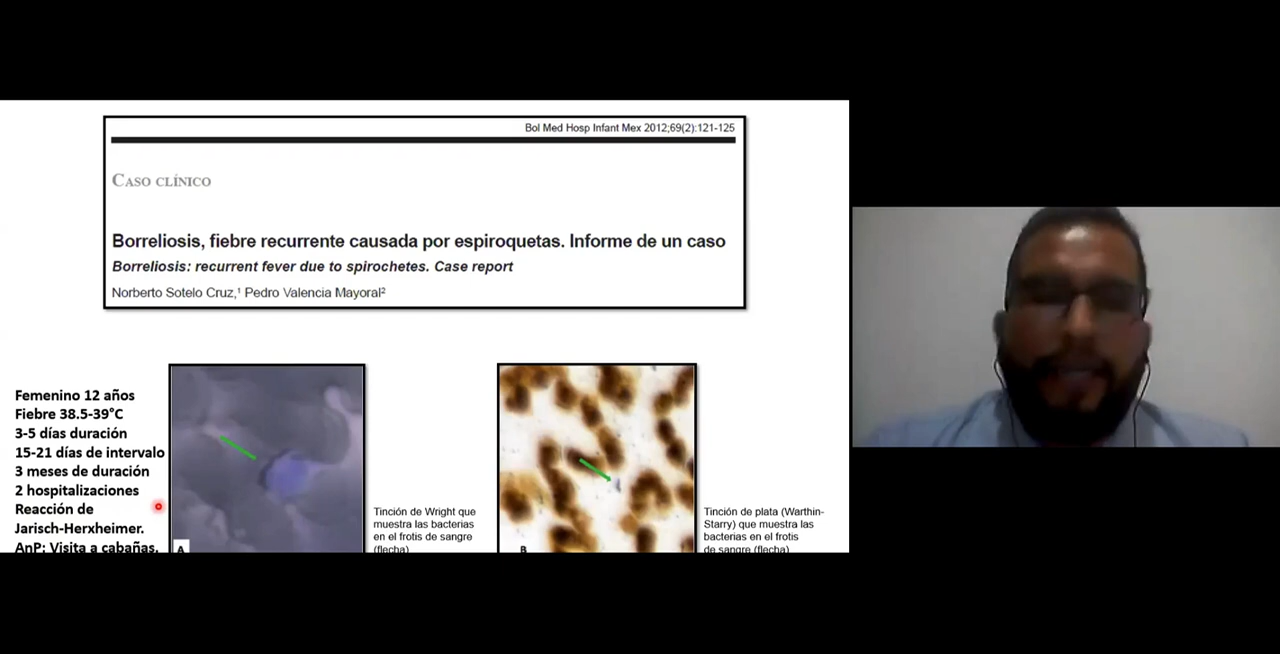 Bol Med Hosp Infant Mex 2012;69(2):121-125
CASO CLÍNICO
Borreliosis, fiebre recurrente causada por espiroquetas. Informe de un caso
Borreliosis: recurrent fever due to spirochetes. Case report
Norberto Sotelo Cruz,¹ Pedro Valencia Mayoral²
Femenino 12 años
Fiebre 38.5-39°C
3-5 días duración
15-21 días de intervalo
3 meses de duración
2 hospitalizaciones
Reacción de
Jarisch-Herxheimer.
AnP: Visita a cabañas.
A
Tinción de Wright que
muestra las bacterias
en el frotis de sangre
(flecha)
B
Tinción de plata (Warthin-
Starry) que muestra las
bacterias en el frotis
de sangre (flecha)